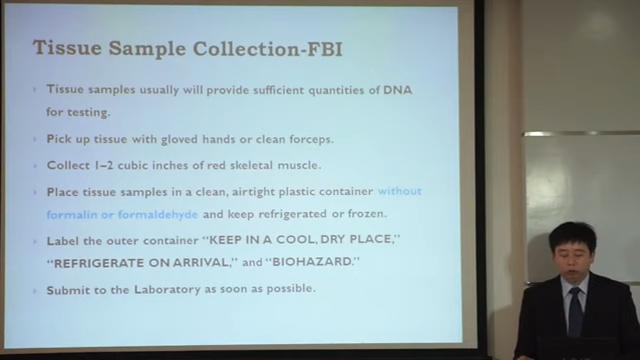 Tissue Sample Collection-FBI
Tissue samples usually will provide sufficient quantities of DNA
for testing.
Pick up tissue with gloved hands or clean forceps.
Collect 1–2 cubic inches of red skeletal muscle.
Place tissue samples in a clean, airtight plastic container without
formalin or formaldehyde and keep refrigerated or frozen.
Label the outer container “KEEP IN A COOL, DRY PLACE,”
“REFRIGERATE ON ARRIVAL,” and “BIOHAZARD.”
Submit to the Laboratory as soon as possible.